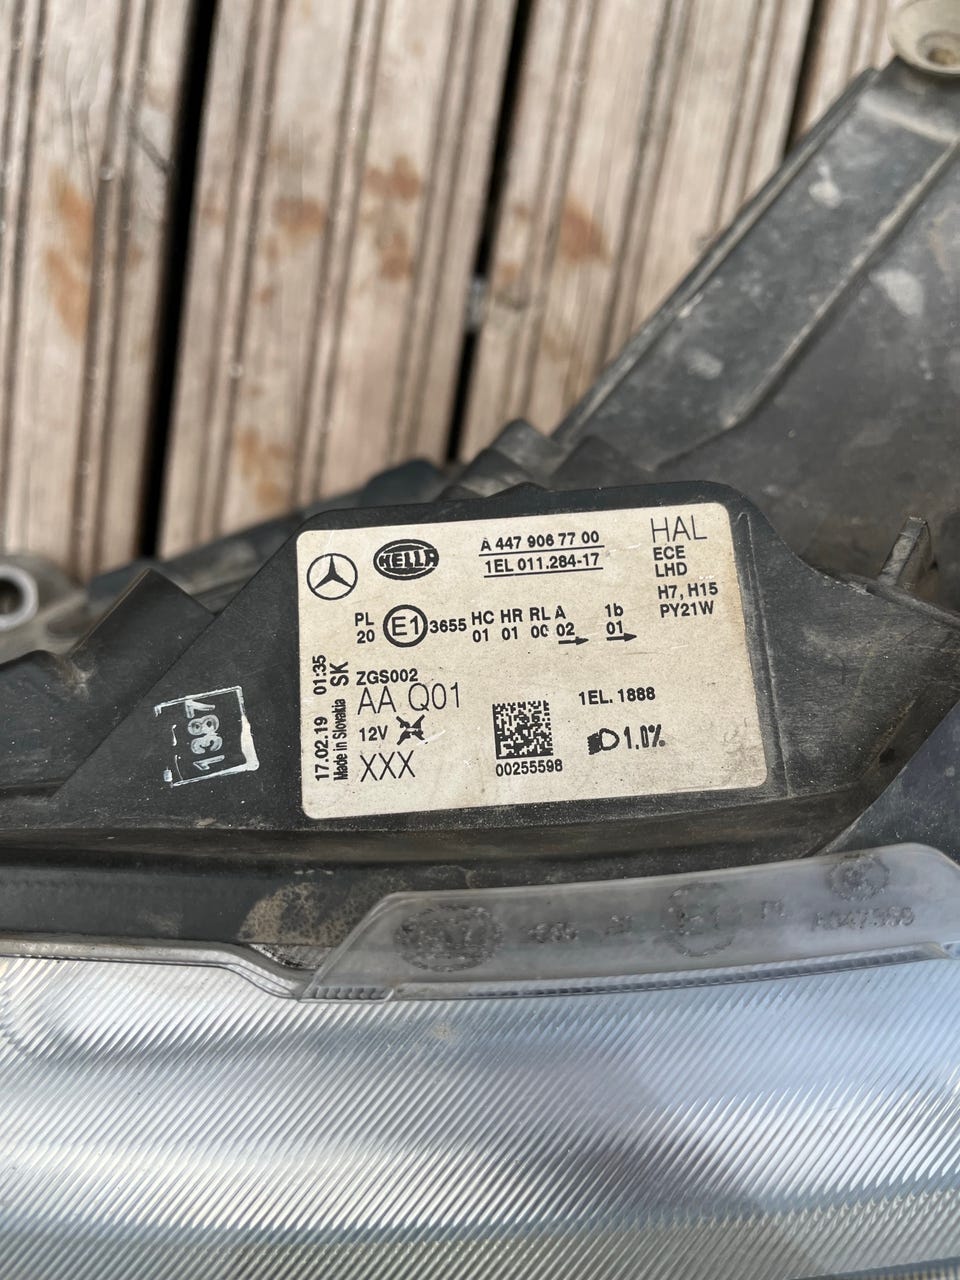 HELLA
A 447 906 77 00
1EL 011.284-17
HAL
ECE
LHD
H7, H15
PY21W
PL
20
E1
3655
HC HR RL A 1b
01 01 00 02 01
17.02.19 01:35
Made in Slovakia SK
ZGS002
AA Q01
12V
XXX
00255598
1EL. 1888
1.0%
1387